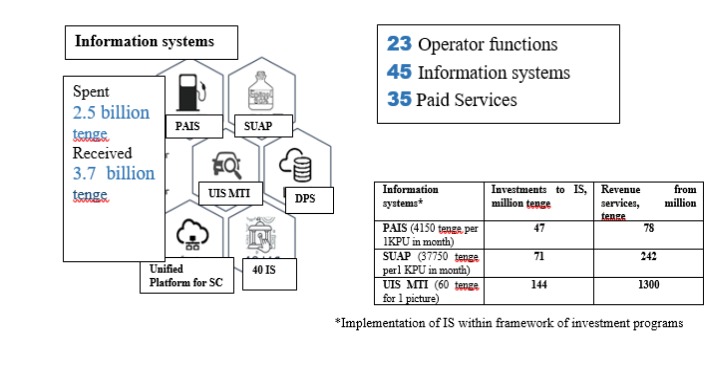 Information systems
Spent
2.5 billion
tenge
Received
3.7 billion
tenge
PAIS
SUAP
UIS MTI
DPS
Unified
Platform for SC
40 IS
23 Operator functions
45 Information systems
35 Paid Services
Information systems*
Investments to IS, million tenge
Revenue from services, million tenge
PAIS (4150 tenge per 1KPU in month)
47
78
SUAP (37750 tenge per1 KPU in month)
71
242
UIS MTI (60 tenge for 1 picture)
144
1300
*Implementation of IS within framework of investment programs